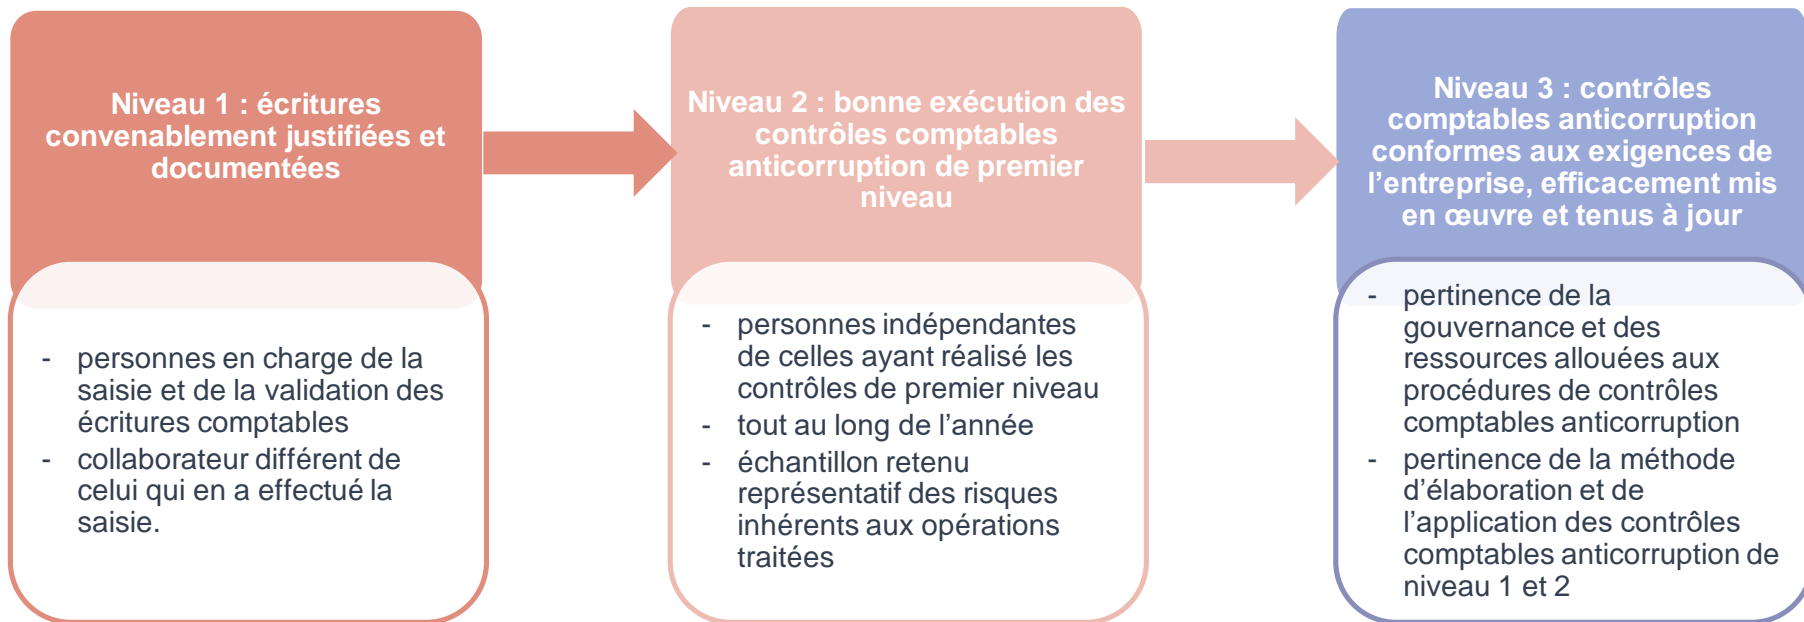 Niveau 1 : écritures
convenablement justifiées et
documentées
- personnes en charge de la
saisie et de la validation des
écritures comptables
- collaborateur différent de
celui qui en a effectué la
saisie.
Niveau 2 : bonne exécution des
contrôles comptables
anticorruption de premier
niveau
- personnes indépendantes
de celles ayant réalisé les
contrôles de premier niveau
- tout au long de l’année
- échantillon retenu
représentatif des risques
inhérents aux opérations
traitées
Niveau 3 : contrôles
comptables anticorruption
conformes aux exigences de
l’entreprise, efficacement mis
en œuvre et tenus à jour
- pertinence de la
gouvernance et des
ressources allouées aux
procédures de contrôles
comptables anticorruption
- pertinence de la méthode
d’élaboration et de
l’application des contrôles
comptables anticorruption de
niveau 1 et 2